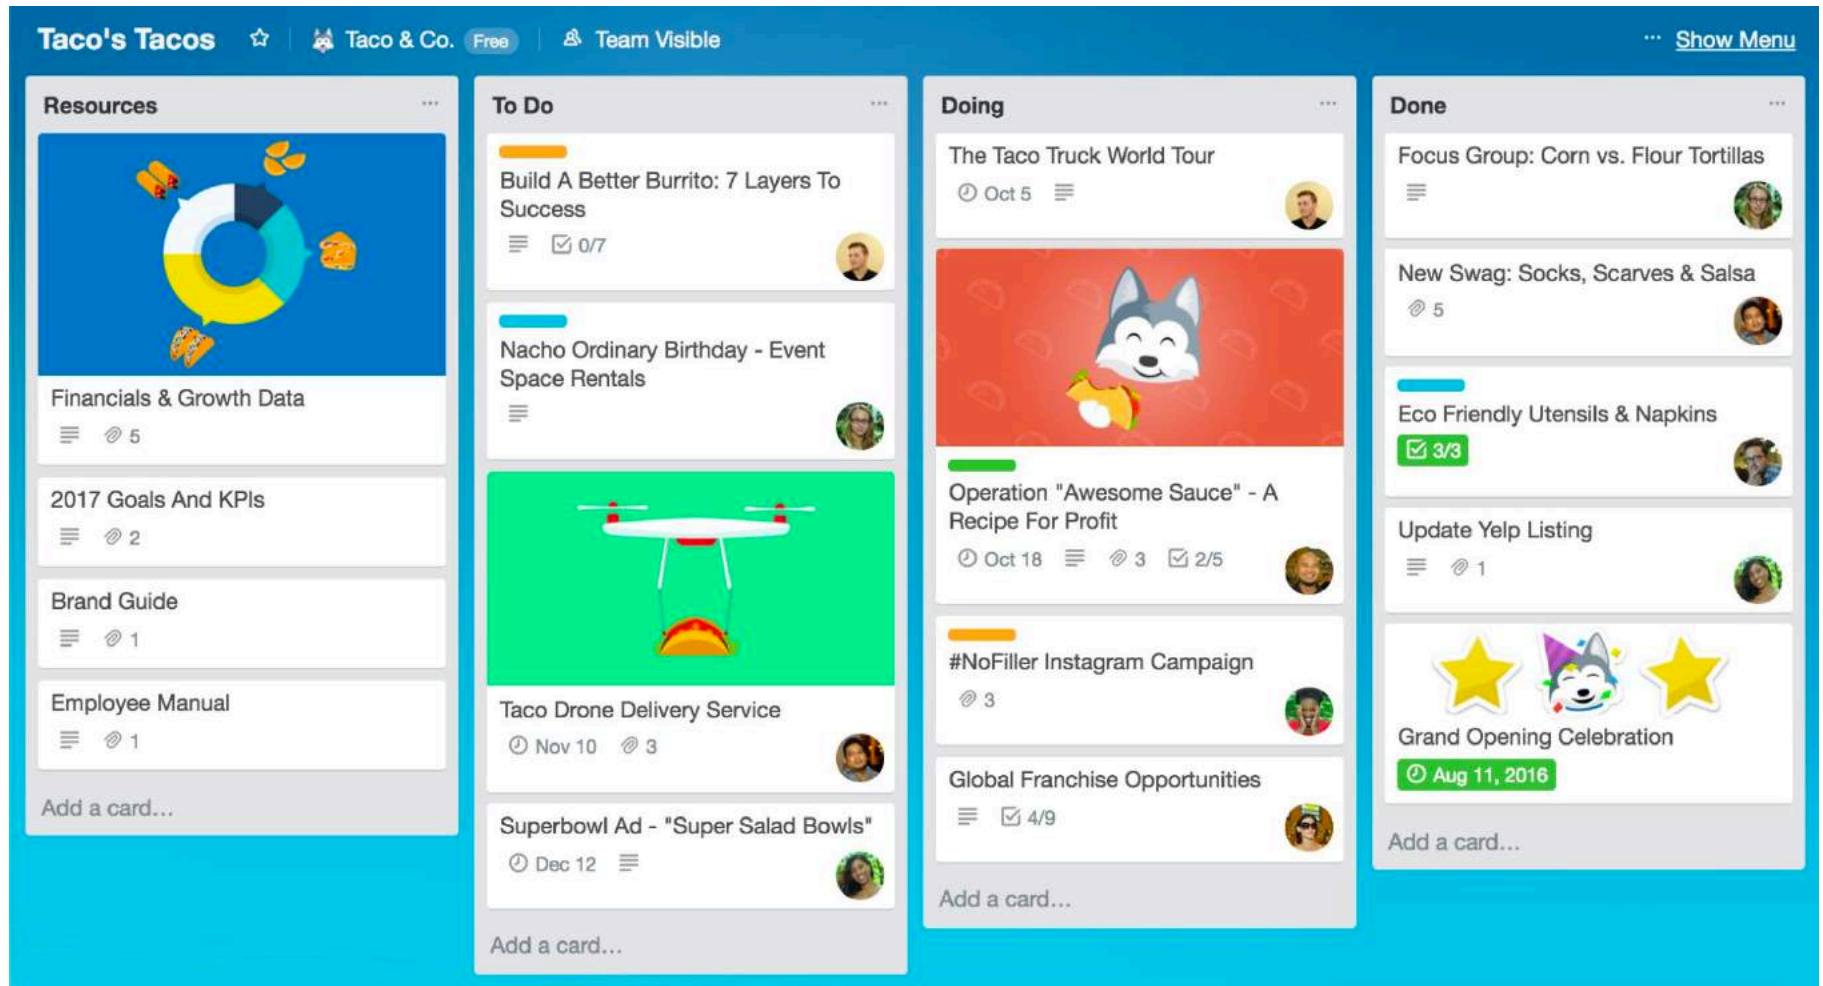 Taco's Tacos
Taco & Co. Free
Team Visible
... Show Menu
Resources ...
Financials & Growth Data
5
2017 Goals And KPIs
2
Brand Guide
1
Employee Manual
1
Add a card...
To Do ...
Build A Better Burrito: 7 Layers To
Success
0/7
Nacho Ordinary Birthday - Event
Space Rentals
Taco Drone Delivery Service
Nov 10 3
Superbowl Ad - "Super Salad Bowls"
Dec 12
Add a card...
Doing ...
The Taco Truck World Tour
Oct 5
Operation "Awesome Sauce" - A
Recipe For Profit
Oct 18 3 2/5
#NoFiller Instagram Campaign
3
Global Franchise Opportunities
4/9
Add a card...
Done ...
Focus Group: Corn vs. Flour Tortillas
New Swag: Socks, Scarves & Salsa
5
Eco Friendly Utensils & Napkins
3/3
Update Yelp Listing
1
Grand Opening Celebration
Aug 11, 2016
Add a card...